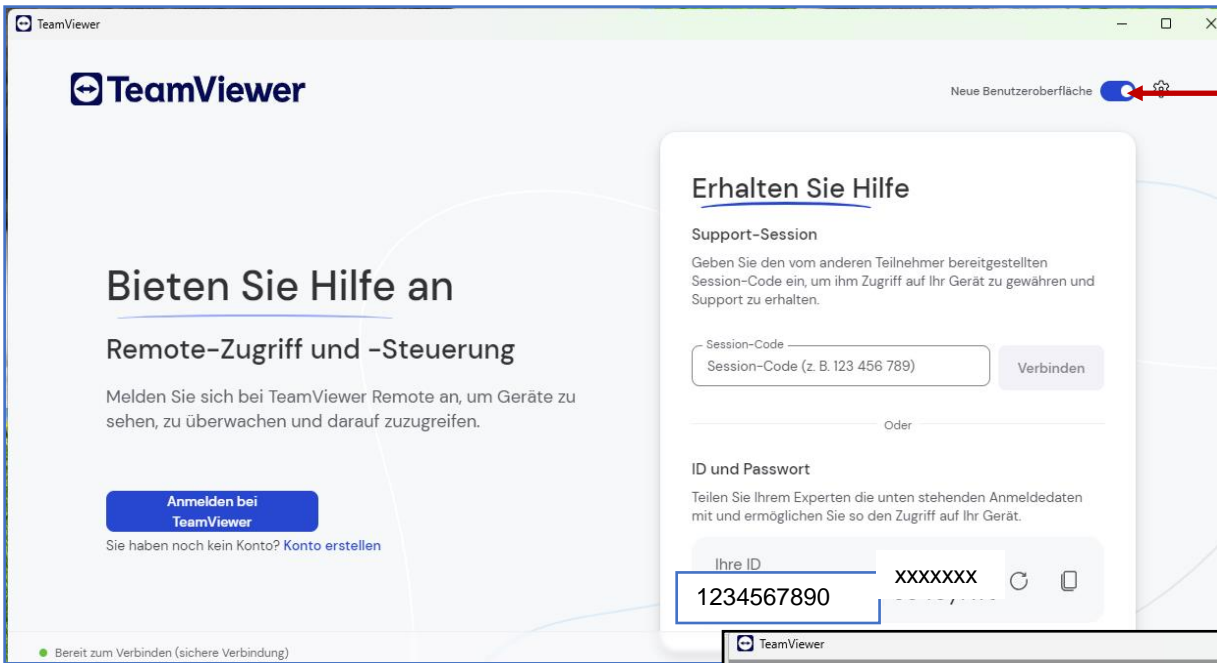 TeamViewer
TeamViewer
Neue Benutzeroberfläche
Bieten Sie Hilfe an
Remote-Zugriff und -Steuerung
Melden Sie sich bei TeamViewer Remote an, um Geräte zu
sehen, zu überwachen und darauf zuzugreifen.
Anmelden bei
TeamViewer
Sie haben noch kein Konto? Konto erstellen
Bereit zum Verbinden (sichere Verbindung)
Erhalten Sie Hilfe
Support-Session
Geben Sie den vom anderen Teilnehmer bereitgestellten
Session-Code ein, um ihm Zugriff auf Ihr Gerät zu gewähren und
Support zu erhalten.
Session-Code
Session-Code (z. B. 123 456 789)
Verbinden
Oder
ID und Passwort
Teilen Sie Ihrem Experten die unten stehenden Anmeldedaten
mit und ermöglichen Sie so den Zugriff auf Ihr Gerät.
Ihre ID
1234567890
xxxxxxx
TeamViewer